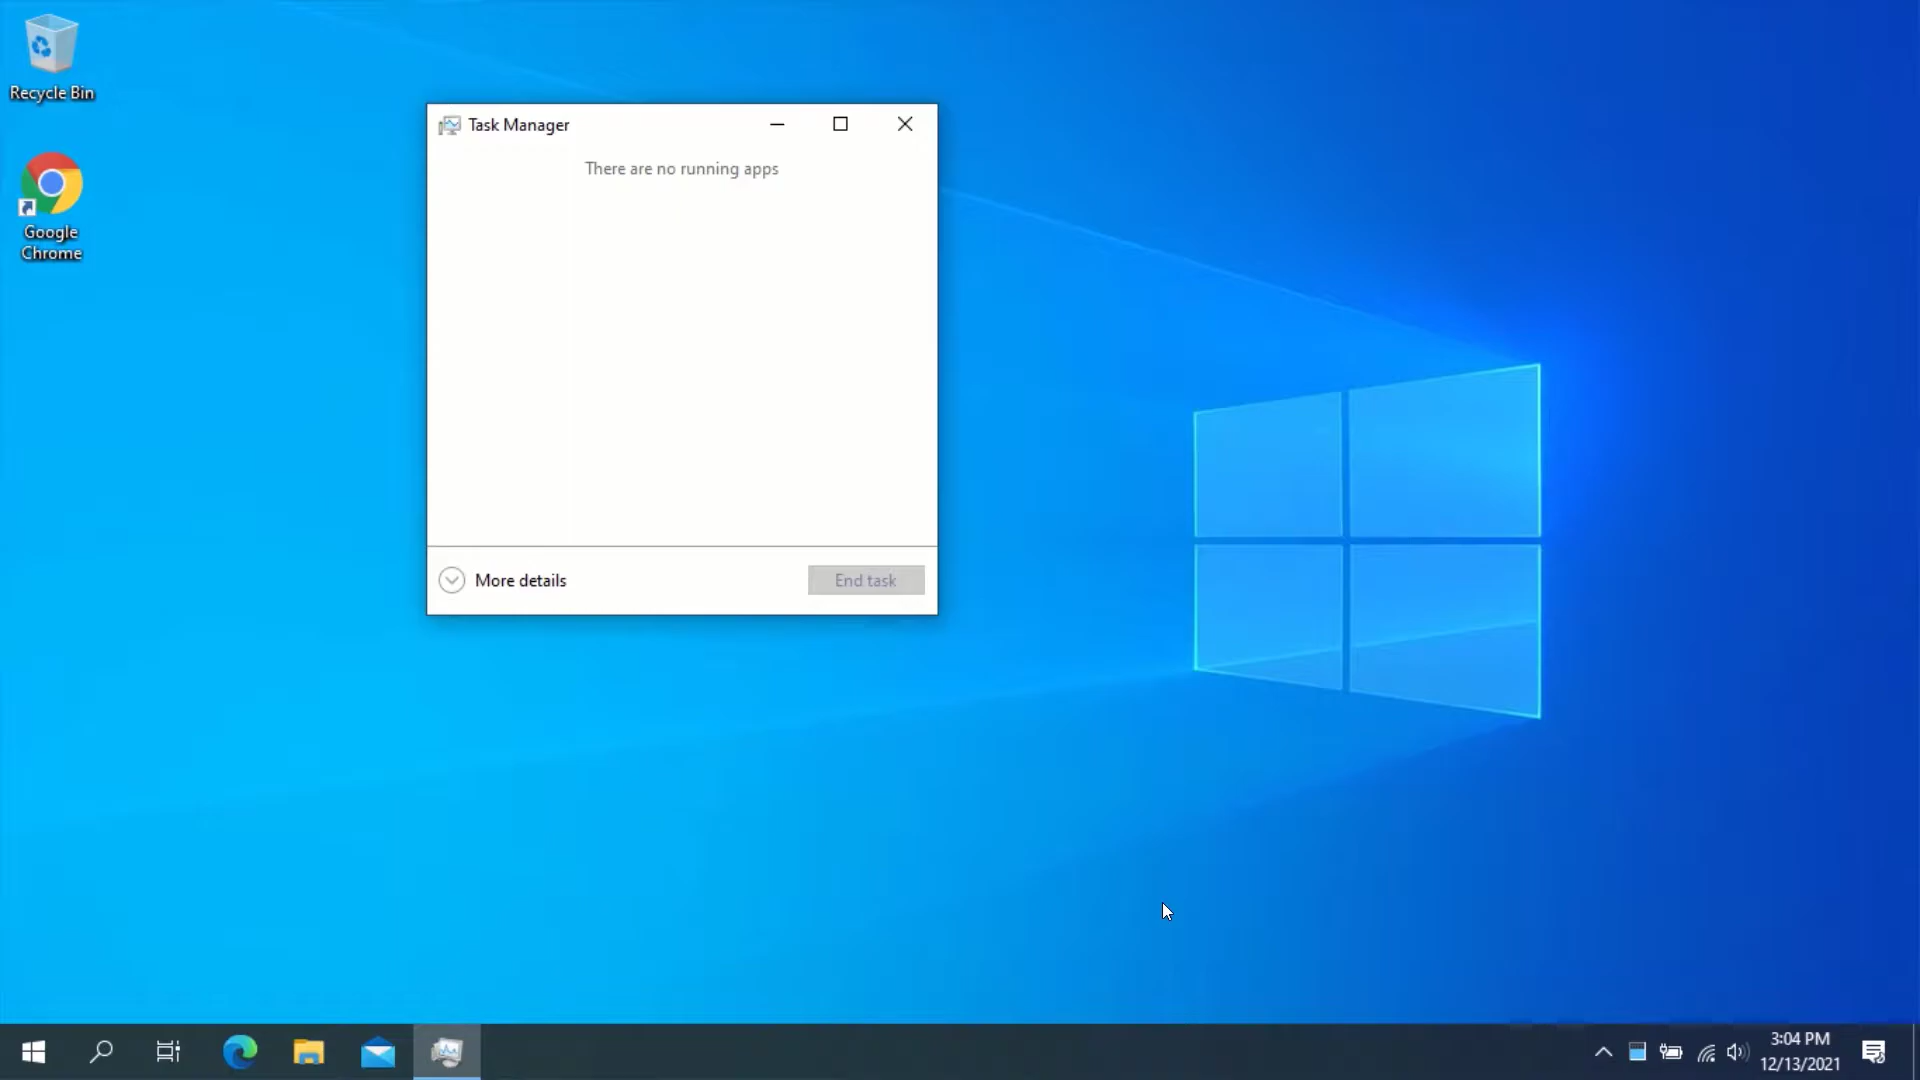 Recycle Bin
Google
Chrome
Task Manager
There are no running apps
More details
End task
3:04 PM
12/13/2021